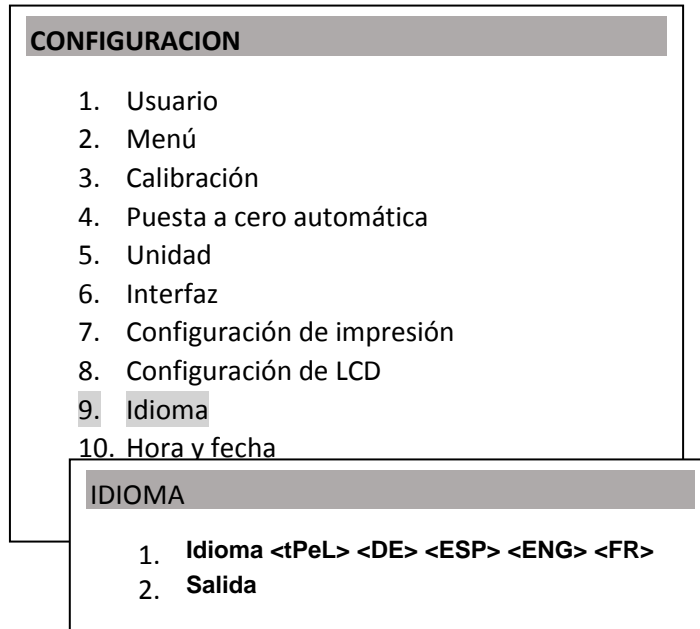 CONFIGURACION
1. Usuario
2. Menú
3. Calibración
4. Puesta a cero automática
5. Unidad
6. Interfaz
7. Configuración de impresión
8. Configuración de LCD
9. Idioma
10. Hora y fecha
IDIOMA
1. Idioma <tPeL> <DE> <ESP> <ENG> <FR>
2. Salida